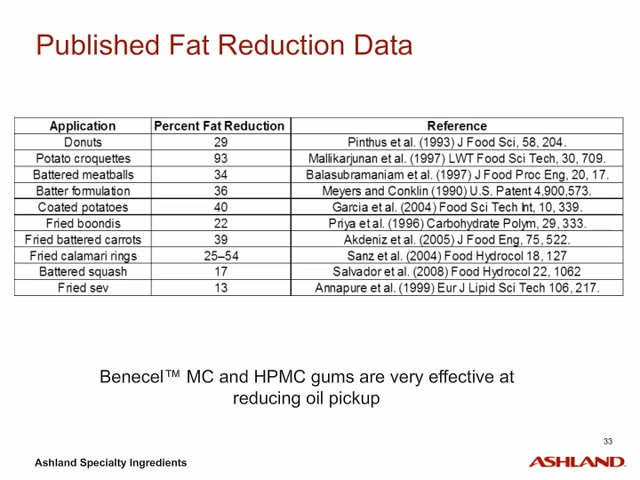 Published Fat Reduction Data
Application Percent Fat Reduction Reference
Donuts 29 Pinthus et al. (1993) J Food Sci, 58, 204.
Potato croquettes 93 Mallikarjunan et al. (1997) LWT Food Sci Tech, 30, 709.
Battered meatballs 34 Balasubramaniam et al. (1997) J Food Proc Eng, 20, 17.
Batter formulation 36 Meyers and Conklin (1990) U.S. Patent 4,900,573.
Coated potatoes 40 Garcia et al. (2004) Food Sci Tech Int, 10, 339.
Fried boondis 22 Priya et al. (1996) Carbohydrate Polym, 29, 333.
Fried battered carrots 39 Akdeniz et al. (2005) J Food Eng, 75, 522.
Fried calamari rings 25–54 Sanz et al. (2004) Food Hydrocol 18, 127
Battered squash 17 Salvador et al. (2008) Food Hydrocol 22, 1062
Fried sev 13 Annapure et al. (1999) Eur J Lipid Sci Tech 106, 217.
Benecel™ MC and HPMC gums are very effective at
reducing oil pickup
33
Ashland Specialty Ingredients
ASHLAND